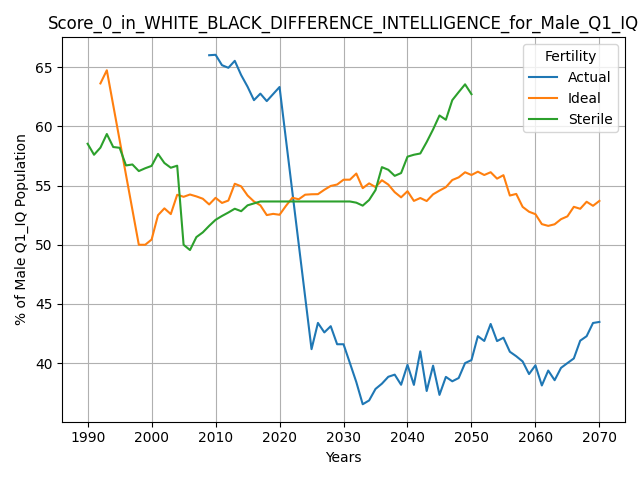 Score_0_in_WHITE_BLACK_DIFFERENCE_INTELLIGENCE_for_Male_Q1_IQ
Fertility
Actual
Ideal
Sterile
% of Male Q1_IQ Population
65
60
55
50
45
40
1990
2000
2010
2020
2030
2040
2050
2060
2070
Years